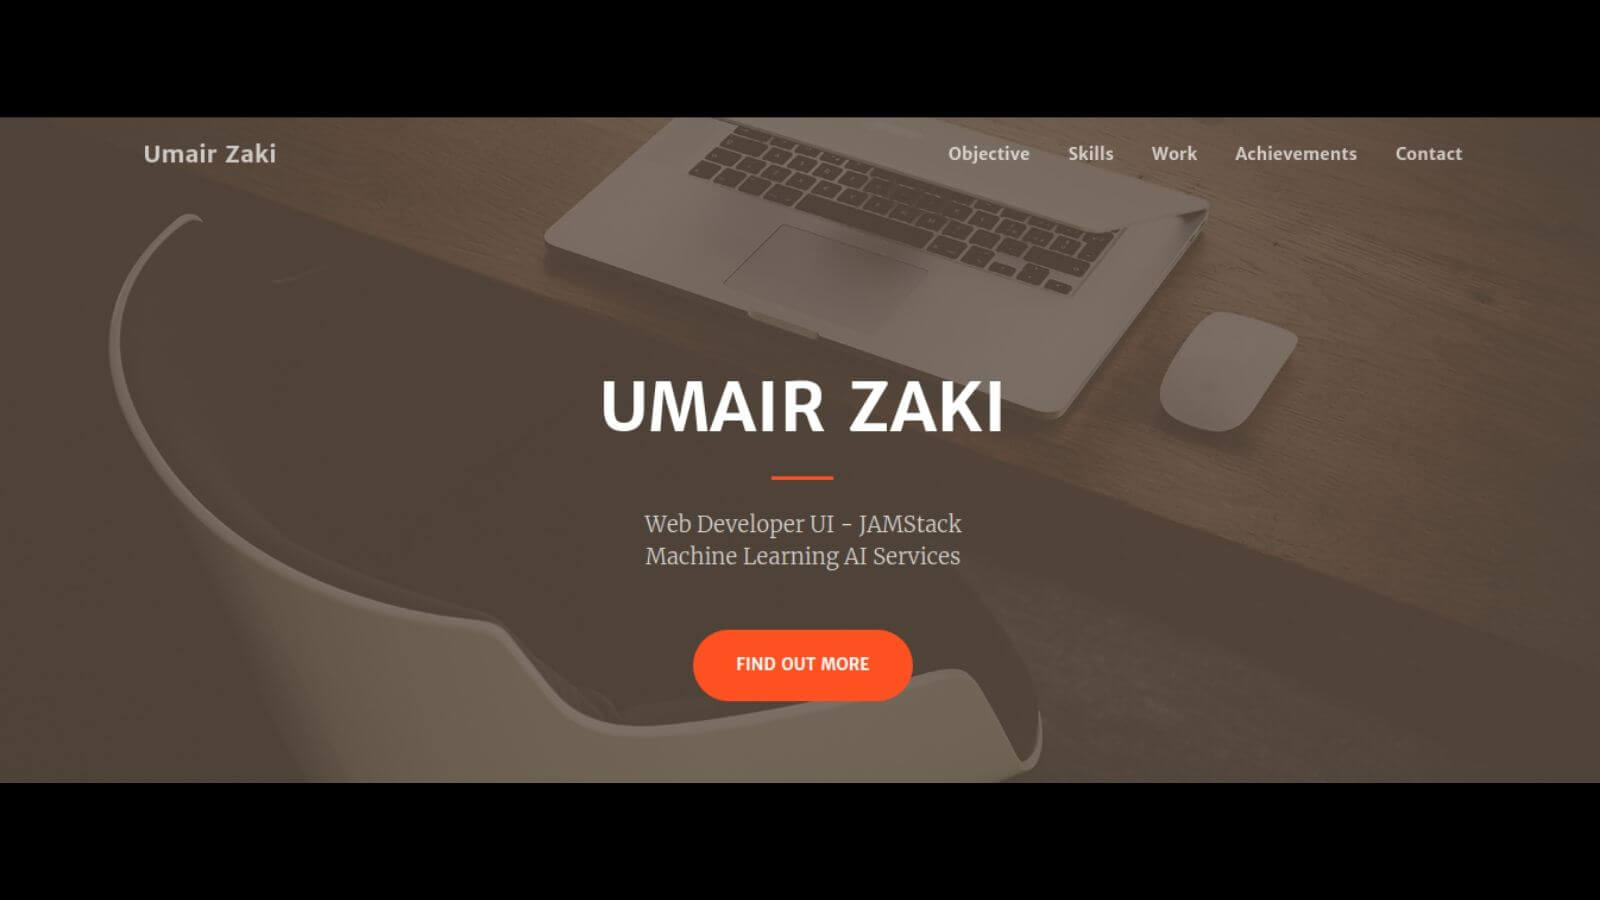 Umair Zaki
Objective Skills Work Achievements Contact
UMAIR ZAKI
Web Developer UI - JAMStack
Machine Learning AI Services
FIND OUT MORE